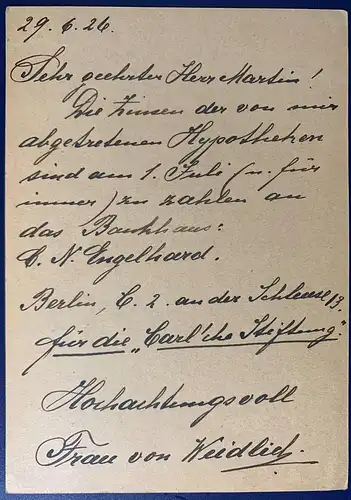 29. 6. 26.
Sehr geehrter Herr Martin!
Die Zinsen der von mir
abgetretenen Hypotheken
sind am 1. Juli (u. für
immer) zu zahlen an
das Bankhaus:
C. N. Engelhard.
Berlin, C. 2. an der Schleuse 13.
für die „Carl'che Stiftung".
Hochachtungsvoll
Frau von